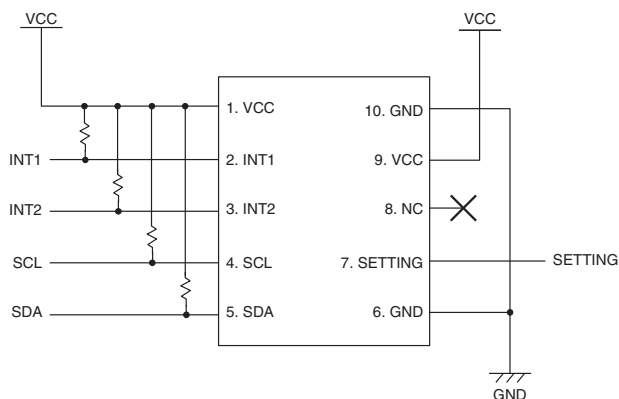 VCC
VCC
1. VCC
10. GND
INT1
2. INT1
9. VCC
INT2
3. INT2
8. NC
SCL
4. SCL
7. SETTING
SETTING
SDA
5. SDA
6. GND
GND